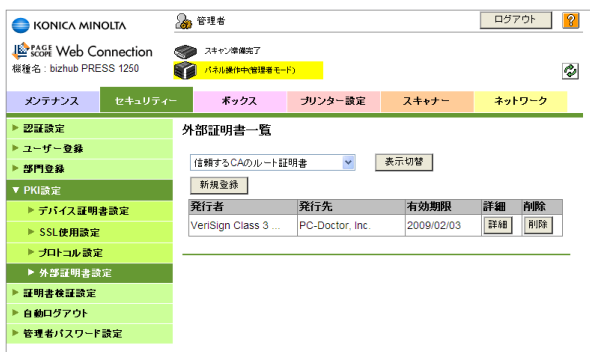 KONICA MINOLTA
管理者
ログアウト
?
PAGE SCOPE Web Connection
機種名 : bizhub PRESS 1250
スキャン準備完了
パネル操作中(管理者モード)
メンテナンス
セキュリティー
ボックス
プリンター設定
スキャナー
ネットワーク
認証設定
ユーザー登録
部門登録
PKI設定
デバイス証明書設定
SSL使用設定
プロトコル設定
外部証明書設定
証明書検証設定
自動ログアウト
管理者パスワード設定
外部証明書一覧
信頼するCAのルート証明書
表示切替
新規登録
発行者 発行先 有効期限 詳細 削除
VeriSign Class 3 ... PC-Doctor, Inc. 2009/02/03 詳細 削除